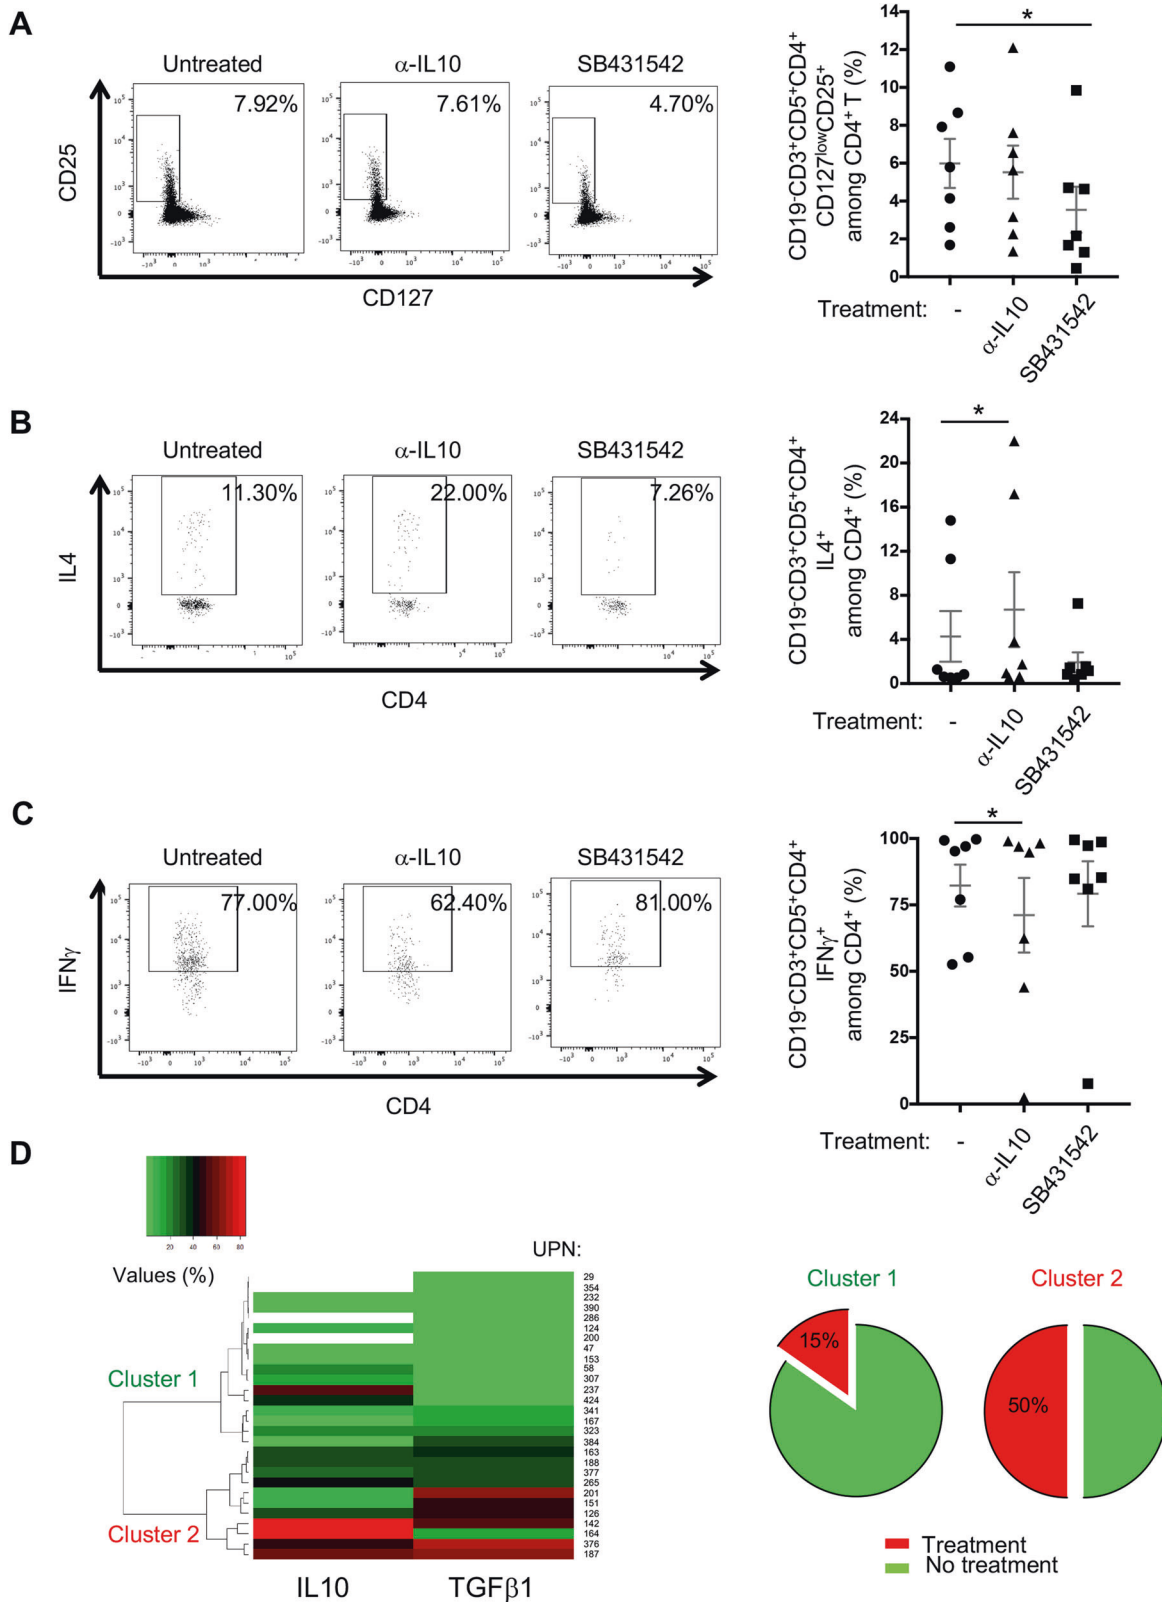 A
Untreated
α-IL10
SB431542
7.92%
7.61%
4.70%
CD25
CD127
CD19-CD3+CD5+CD4+
CD127lowCD25+
among CD4+ T (%)
*
14
12
10
8
6
4
2
0
Treatment:
-
α-IL10
SB431542
B
Untreated
α-IL10
SB431542
11.30%
22.00%
7.26%
IL4
CD4
CD19-CD3+CD5+CD4+
IL4+
among CD4+ (%)
*
24
20
16
12
8
4
0
Treatment:
-
α-IL10
SB431542
C
Untreated
α-IL10
SB431542
77.00%
62.40%
81.00%
IFNγ
CD4
CD19-CD3+CD5+CD4+
IFNγ+
among CD4+ (%)
*
100
75
50
25
0
Treatment:
-
α-IL10
SB431542
D
20 40 60 80
Values (%)
UPN:
29
354
232
390
286
124
200
47
153
58
307
237
424
341
167
323
384
163
188
377
265
201
151
126
142
164
376
187
Cluster 1
Cluster 2
IL10
TGFβ1
Cluster 1
Cluster 2
15%
50%
Treatment
No treatment